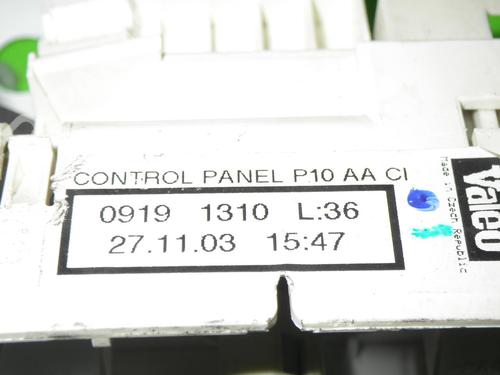 CONTROL PANEL P10 AA CI
0919 1310 L:36
27.11.03 15:47
Made in Czech Republic
Valeo